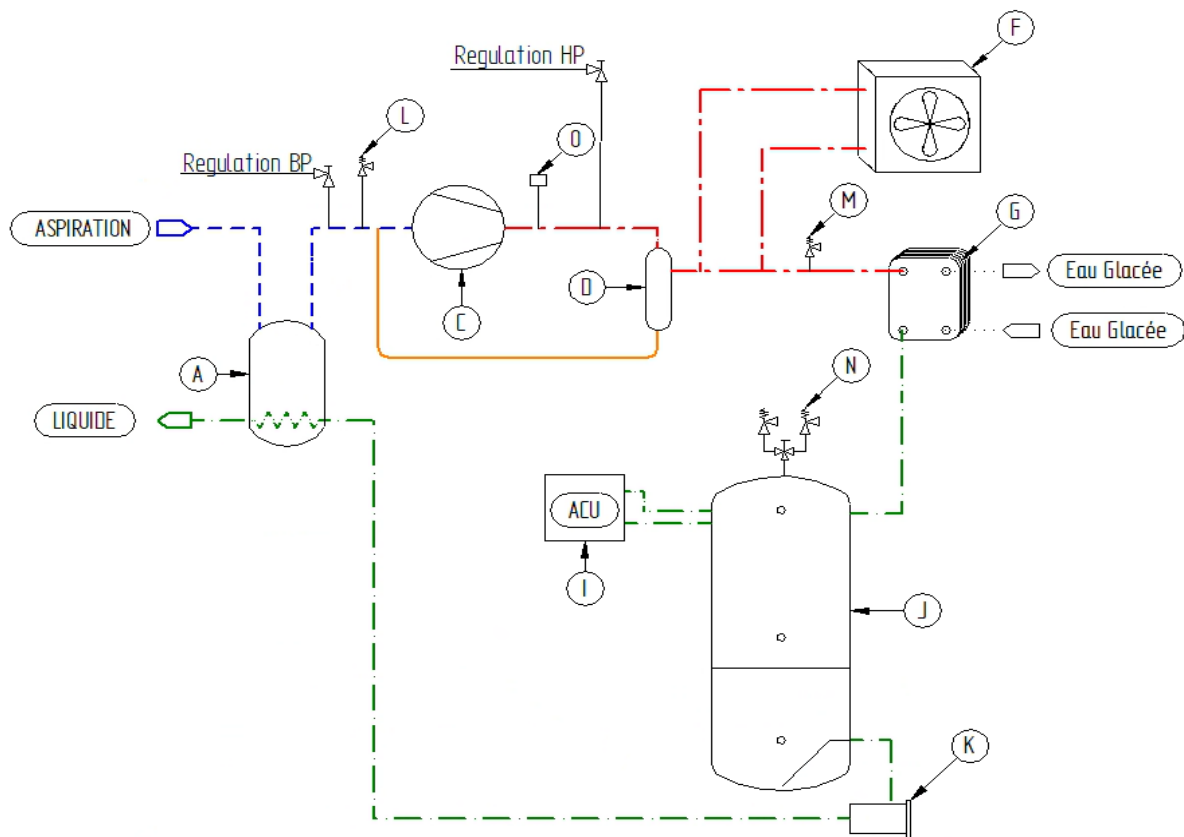 F
Regulation HP
L
O
Regulation BP
M
G
ASPIRATION
Eau Glacée
D
C
Eau Glacée
A
N
LIQUIDE
ACU
I
J
K